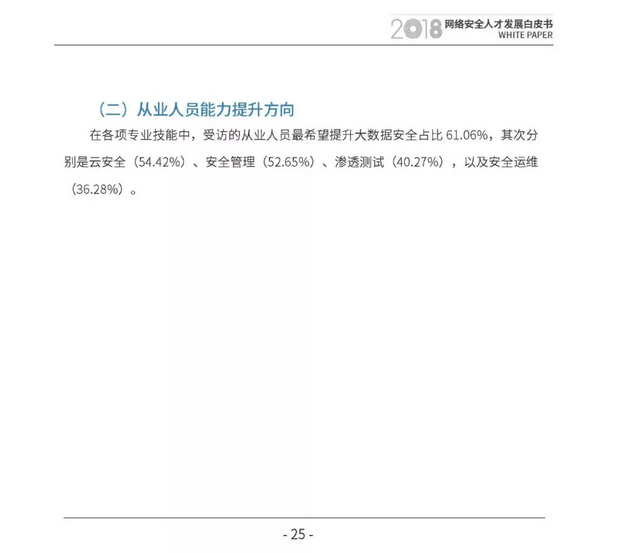 2018 网络安全人才发展白皮书
WHITE PAPER
（二）从业人员能力提升方向
在各项专业技能中，受访的从业人员最希望提升大数据安全占比 61.06%，其次分
别是云安全（54.42%）、安全管理（52.65%）、渗透测试（40.27%），以及安全运维
（36.28%）。
- 25 -